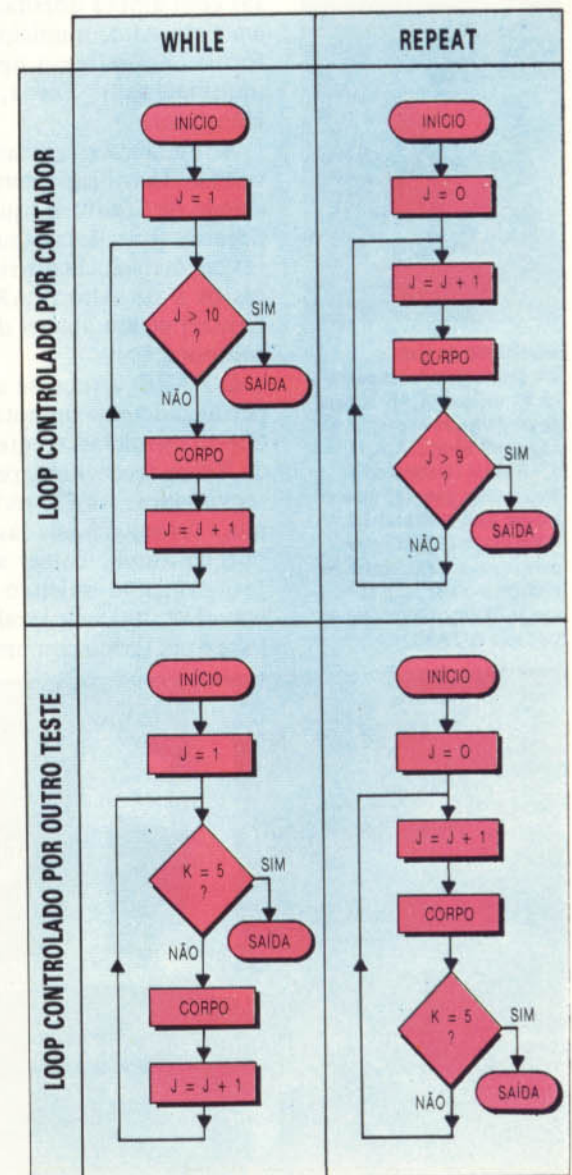 WHILE
REPEAT
LOOP CONTROLADO POR CONTADOR
INÍCIO
J = 1
J > 10
?
SIM
SAÍDA
NÃO
CORPO
J = J + 1
INÍCIO
J = 0
J = J + 1
CORPO
J > 9
?
SIM
SAÍDA
NÃO
LOOP CONTROLADO POR OUTRO TESTE
INÍCIO
J = 1
K = 5
?
SIM
SAÍDA
NÃO
CORPO
J = J + 1
INÍCIO
J = 0
J = J + 1
CORPO
K = 5
?
SIM
SAÍDA
NÃO